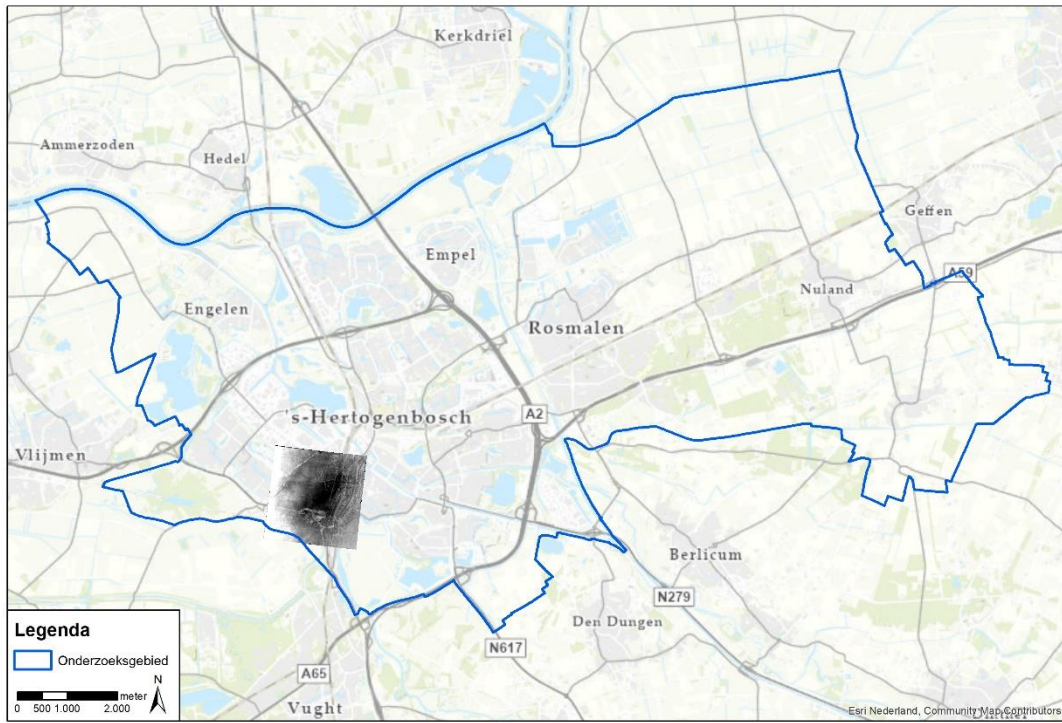 Kerkdriel
Ammerzoden
Hedel
Geffen
Empel
A59
Nuland
Engelen
Rosmalen
A2
's-Hertogenbosch
Vlijmen
Berlicum
N279
Den Dungen
N617
A65
Vught
Legenda
Onderzoeksgebied
meter
0 500 1.000 2.000
N
Esri Nederland, Community Map Contributors